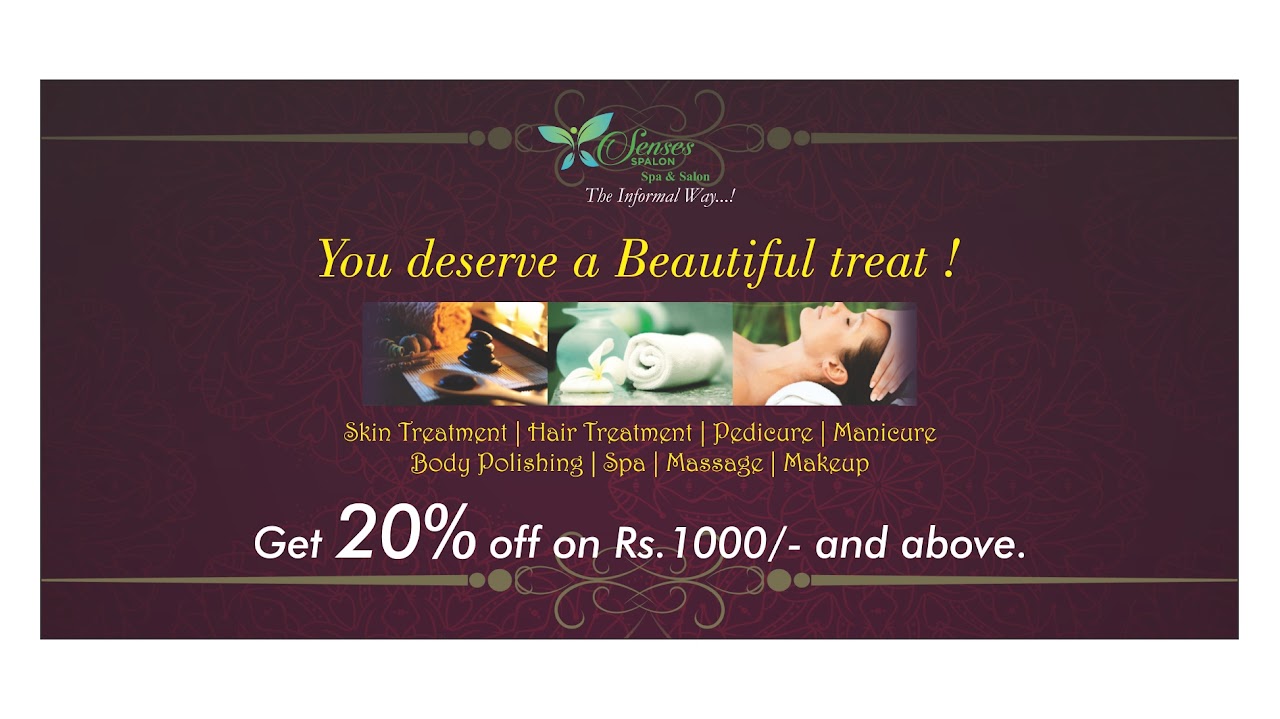 Senses
SPALON
Spa & Salon
The Informal Way...!
You deserve a Beautiful treat !
Skin Treatment | Hair Treatment | Pedicure | Manicure
Body Polishing | Spa | Massage | Makeup
Get 20% off on Rs.1000/- and above.